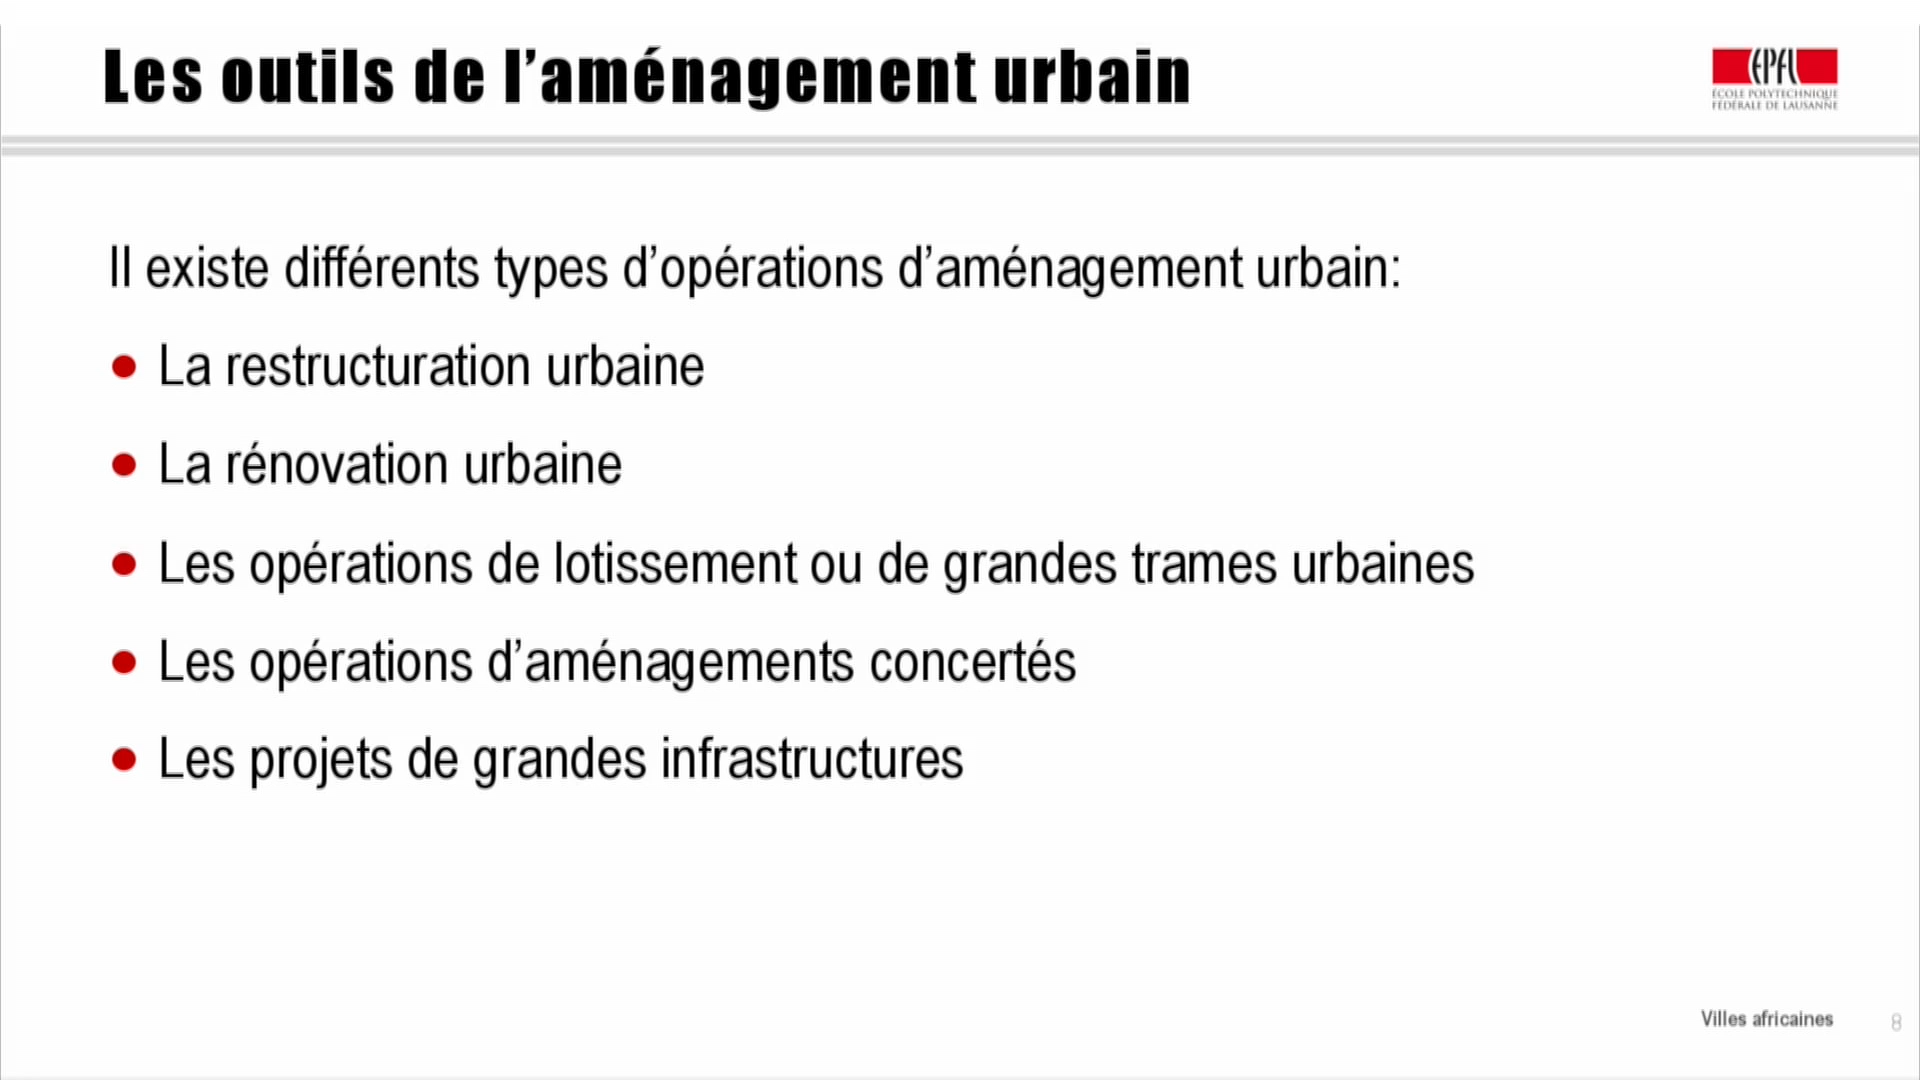 Les outils de l’aménagement urbain
EPFL
ÉCOLE POLYTECHNIQUE
FÉDÉRALE DE LAUSANNE
Il existe différents types d’opérations d’aménagement urbain:
● La restructuration urbaine
● La rénovation urbaine
● Les opérations de lotissement ou de grandes trames urbaines
● Les opérations d’aménagements concertés
● Les projets de grandes infrastructures
Villes africaines
8